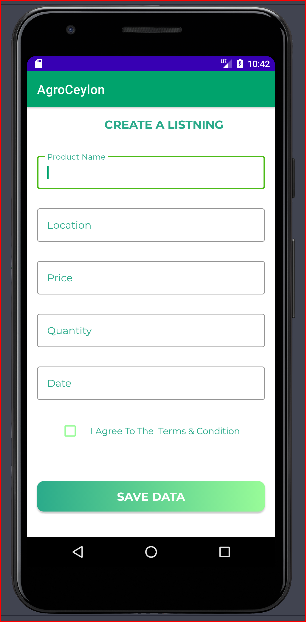 10:42
AgroCeylon
CREATE A LISTNING
Product Name
Location
Price
Quantity
Date
I Agree To The Terms & Condition
SAVE DATA